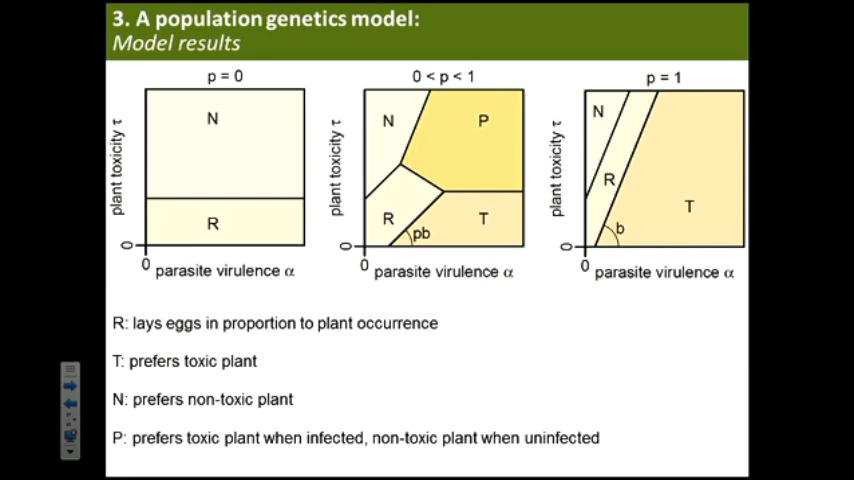 3. A population genetics model:
Model results
p = 0
0 < p < 1
p = 1
plant toxicity τ
N
R
0
0
parasite virulence α
plant toxicity τ
N
P
R
T
pb
0
0
parasite virulence α
plant toxicity τ
N
R
T
b
0
0
parasite virulence α
R: lays eggs in proportion to plant occurrence
T: prefers toxic plant
N: prefers non-toxic plant
P: prefers toxic plant when infected, non-toxic plant when uninfected